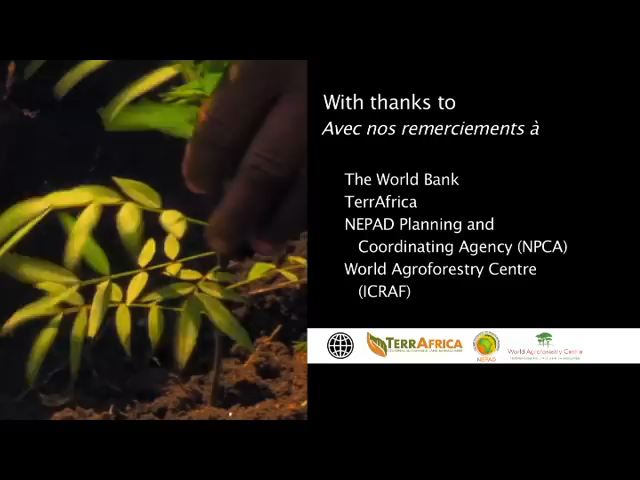 With thanks to
Avec nos remerciements à
The World Bank
TerrAfrica
NEPAD Planning and
Coordinating Agency (NPCA)
World Agroforestry Centre
(ICRAF)
TERRAFRICA
NEPAD
World Agroforestry Centre